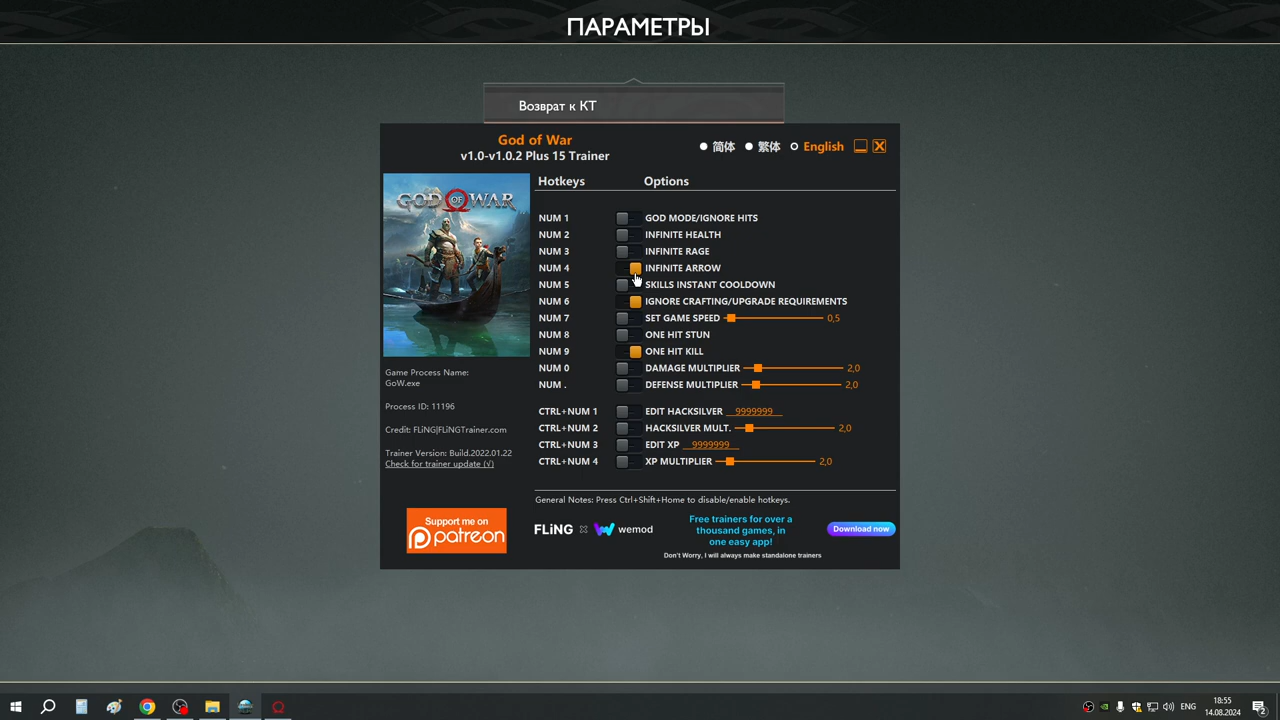 ПАРАМЕТРЫ
Возврат к КТ
God of War
v1.0-v1.0.2 Plus 15 Trainer
简体 繁体 English
GOD OF WAR
Hotkeys Options
NUM 1 GOD MODE/IGNORE HITS
NUM 2 INFINITE HEALTH
NUM 3 INFINITE RAGE
NUM 4 INFINITE ARROW
NUM 5 SKILLS INSTANT COOLDOWN
NUM 6 IGNORE CRAFTING/UPGRADE REQUIREMENTS
NUM 7 SET GAME SPEED 0,5
NUM 8 ONE HIT STUN
NUM 9 ONE HIT KILL
NUM 0 DAMAGE MULTIPLIER 2,0
NUM . DEFENSE MULTIPLIER 2,0
CTRL+NUM 1 EDIT HACKSILVER 9999999
CTRL+NUM 2 HACKSILVER MULT. 2,0
CTRL+NUM 3 EDIT XP 9999999
CTRL+NUM 4 XP MULTIPLIER 2,0
Game Process Name:
GoW.exe
Process ID: 11196
Credit: FLiNG|FLiNGTrainer.com
Trainer Version: Build.2022.01.22
Check for trainer update (√)
Support me on
patreon
General Notes: Press Ctrl+Shift+Home to disable/enable hotkeys.
FLiNG wemod
Free trainers for over a
thousand games, in
one easy app!
Download now
Don't Worry, I will always make standalone trainers
ENG
18:55
14.08.2024
2